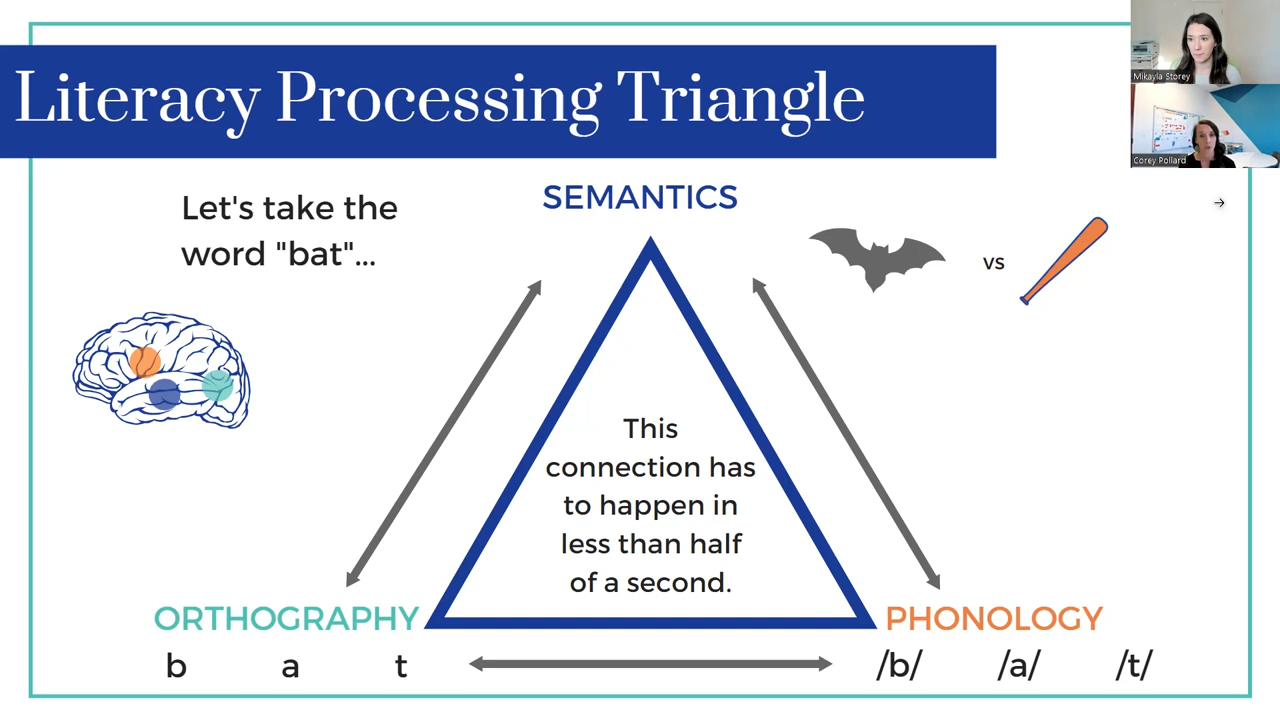 Literacy Processing Triangle
Mikayla Storey
Corey Pollard
Let's take the
word "bat"...
SEMANTICS
vs
This
connection has
to happen in
less than half
of a second.
ORTHOGRAPHY
PHONOLOGY
b a t
/b/ /a/ /t/